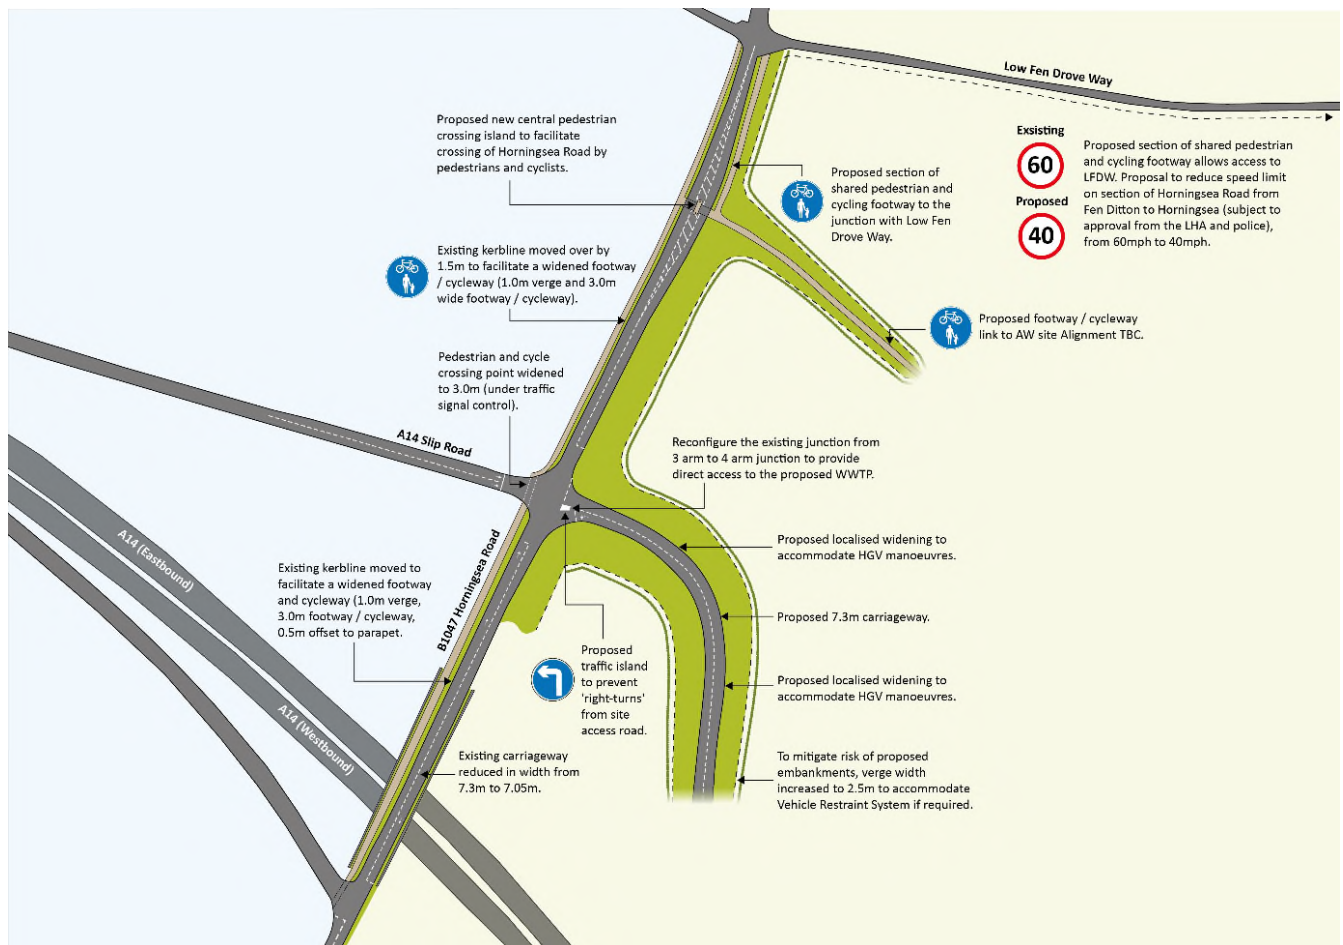 Low Fen Drove Way
Proposed new central pedestrian
crossing island to facilitate
crossing of Horningsea Road by
pedestrians and cyclists.
Exsisting
60
Proposed
40
Proposed section of shared pedestrian
and cycling footway allows access to
LFDW. Proposal to reduce speed limit
on section of Horningsea Road from
Fen Ditton to Horningsea (subject to
approval from the LHA and police),
from 60mph to 40mph.
Proposed section of
shared pedestrian and
cycling footway to the
junction with Low Fen
Drove Way.
Existing kerbline moved over by
1.5m to facilitate a widened footway
/ cycleway (1.0m verge and 3.0m
wide footway / cycleway).
Proposed footway / cycleway
link to AW site Alignment TBC.
Pedestrian and cycle
crossing point widened
to 3.0m (under traffic
signal control).
A14 Slip Road
Reconfigure the existing junction from
3 arm to 4 arm junction to provide
direct access to the proposed WWTP.
A14 (Eastbound)
A14 (Westbound)
B1047 Horningsea Road
Proposed localised widening to
accommodate HGV manoeuvres.
Existing kerbline moved to
facilitate a widened footway
and cycleway (1.0m verge,
3.0m footway / cycleway,
0.5m offset to parapet.
Proposed 7.3m carriageway.
Proposed
traffic island
to prevent
'right-turns'
from site
access road.
Proposed localised widening to
accommodate HGV manoeuvres.
Existing carriageway
reduced in width from
7.3m to 7.05m.
To mitigate risk of proposed
embankments, verge width
increased to 2.5m to accommodate
Vehicle Restraint System if required.